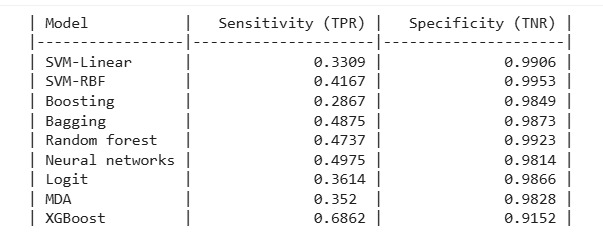 | Model | Sensitivity (TPR) | Specificity (TNR) |
|-----------------|--------------------|--------------------|
| SVM-Linear | 0.3309 | 0.9906 |
| SVM-RBF | 0.4167 | 0.9953 |
| Boosting | 0.2867 | 0.9849 |
| Bagging | 0.4875 | 0.9873 |
| Random forest | 0.4737 | 0.9923 |
| Neural networks | 0.4975 | 0.9814 |
| Logit | 0.3614 | 0.9866 |
| MDA | 0.352 | 0.9828 |
| XGBoost | 0.6862 | 0.9152 |